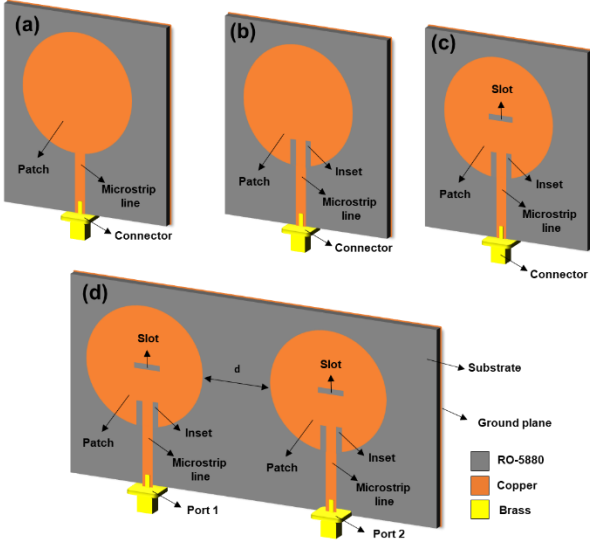 (a)
Patch
Microstrip
line
Connector
(b)
Patch
Inset
Microstrip
line
Connector
(c)
Slot
Patch
Inset
Microstrip
line
Connector
(d)
Slot
d
Slot
Patch
Inset
Microstrip
line
Port 1
Patch
Inset
Microstrip
line
Port 2
Substrate
Ground plane
RO-5880
Copper
Brass